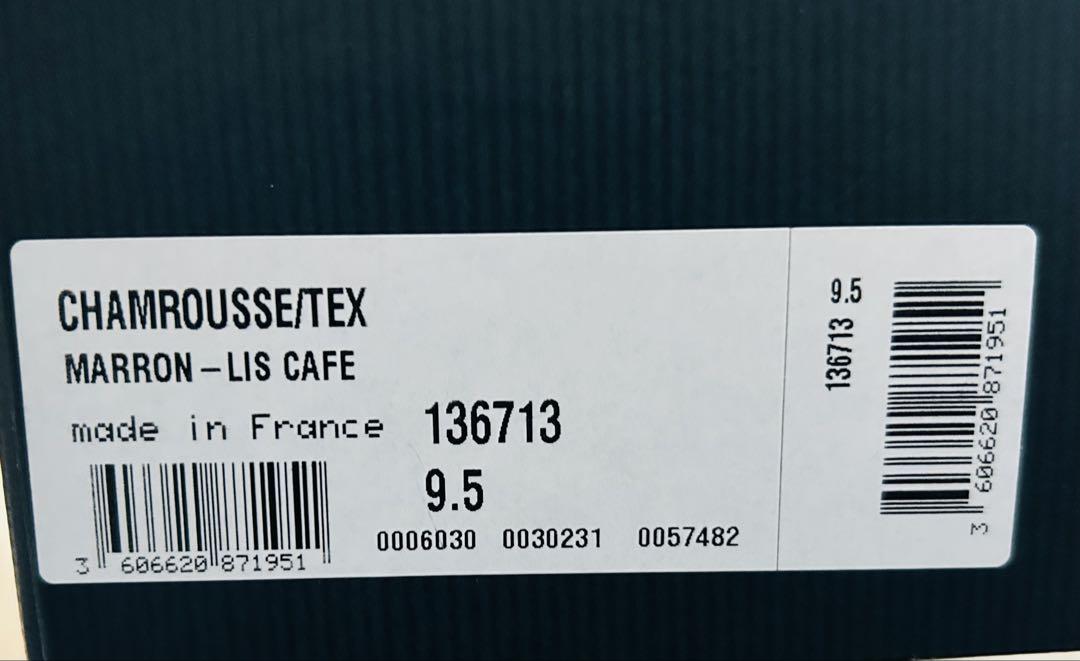 CHAMROUSSE/TEX
MARRON – LIS CAFE
made in France 136713
9.5
0006030 0030231 0057482
3 606620 871951
9.5
136713
3 606620 871951